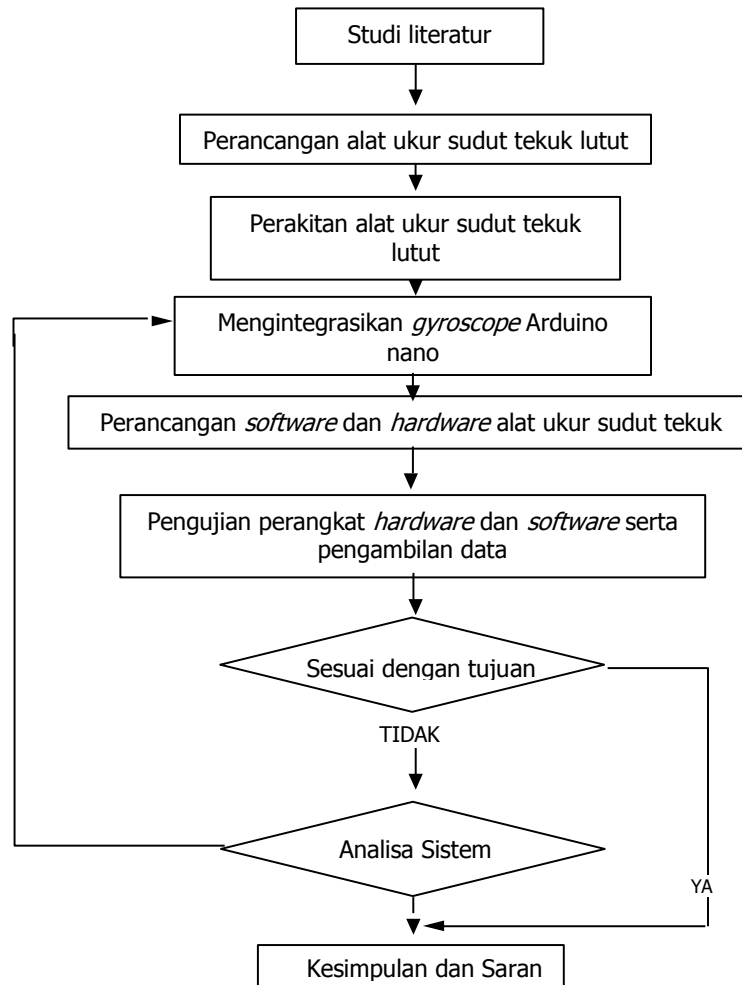 Studi literatur
Perancangan alat ukur sudut tekuk lutut
Perakitan alat ukur sudut tekuk
lutut
Mengintegrasikan gyroscope Arduino
nano
Perancangan software dan hardware alat ukur sudut tekuk
Pengujian perangkat hardware dan software serta
pengambilan data
Sesuai dengan tujuan
TIDAK
Analisa Sistem
YA
Kesimpulan dan Saran